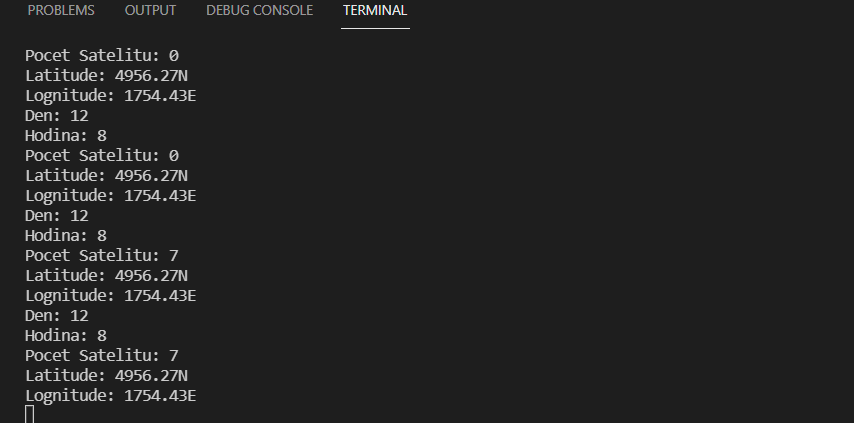 PROBLEMS OUTPUT DEBUG CONSOLE TERMINAL
Pocet Satelitu: 0
Latitude: 4956.27N
Lognitude: 1754.43E
Den: 12
Hodina: 8
Pocet Satelitu: 0
Latitude: 4956.27N
Lognitude: 1754.43E
Den: 12
Hodina: 8
Pocet Satelitu: 7
Latitude: 4956.27N
Lognitude: 1754.43E
Den: 12
Hodina: 8
Pocet Satelitu: 7
Latitude: 4956.27N
Lognitude: 1754.43E